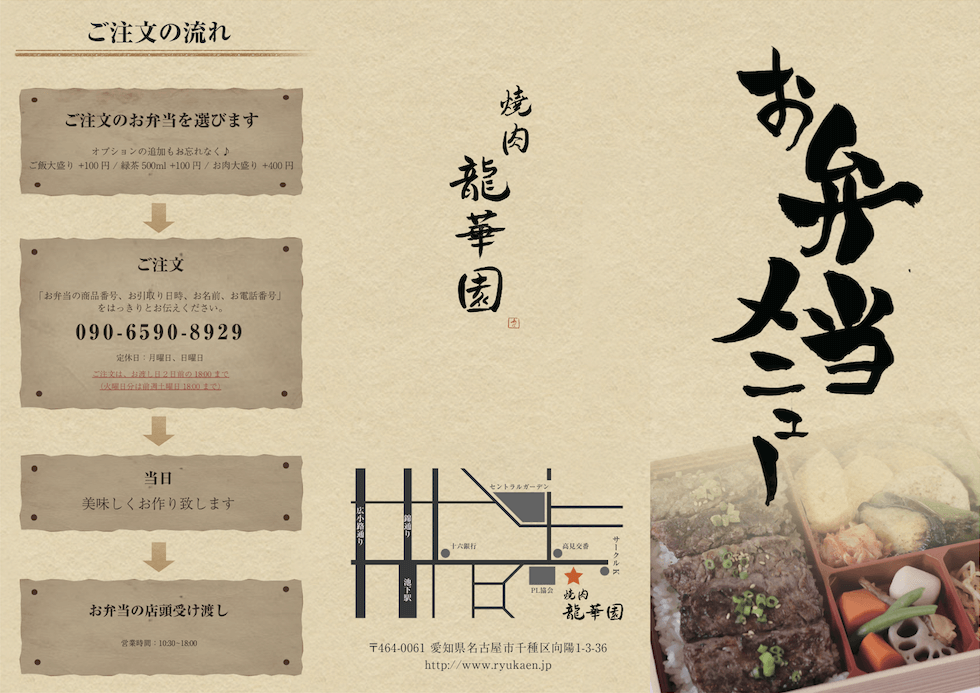 ご注文の流れ
ご注文のお弁当を選びます
オプションの追加もお忘れなく♪
ご飯大盛り +100 円 / 緑茶 500ml +100 円 / お肉大盛り +400 円
ご注文
「お弁当の商品番号、お引取り日時、お名前、お電話番号」
をはっきりとお伝えください。
090-6590-8929
定休日：月曜日、日曜日
ご注文は、お渡し日2日前の 18:00 まで
（火曜日分は前週土曜日 18:00 まで）
当日
美味しくお作り致します
お弁当の店頭受け渡し
営業時間：10:30~18:00
焼肉
龍華園
セントラルガーデン
広小路通り
錦通り
十六銀行
高見交番
サークルK
池下駅
PL協会
焼肉
龍華園
〒464-0061 愛知県名古屋市千種区向陽1-3-36
http://www.ryukaen.jp
お弁当
メニュー